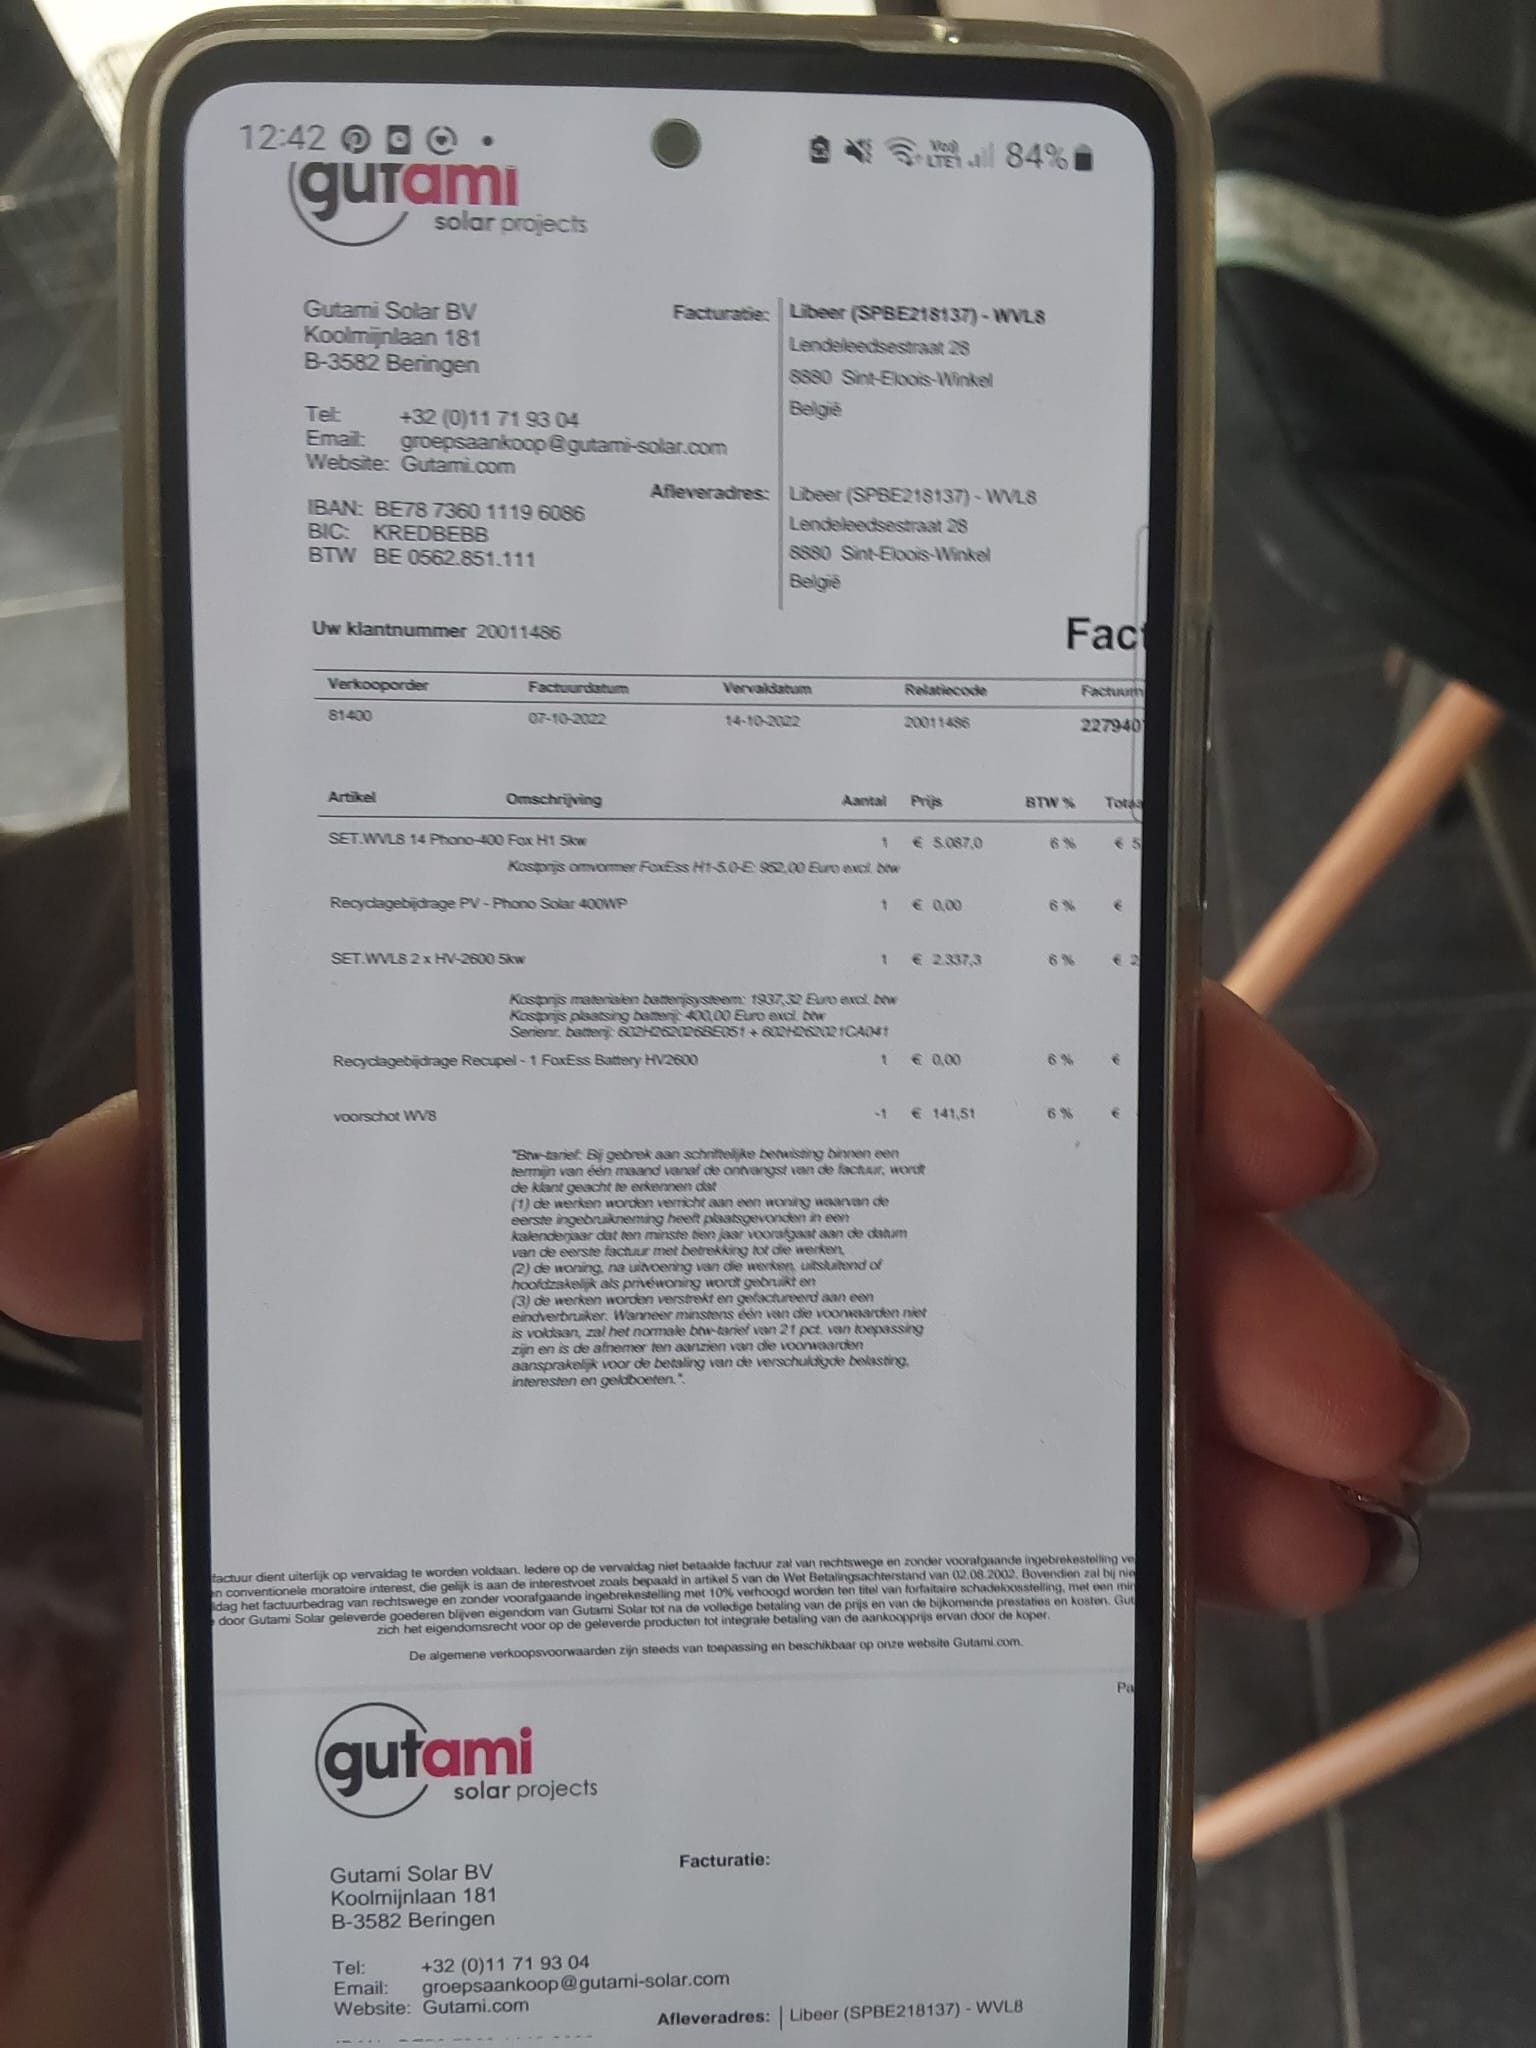 12:42
Vo)) LTE1 84%
gutami
solar projects
Gutami Solar BV
Koolmijnlaan 181
B-3582 Beringen
Tel: +32 (0)11 71 93 04
Email: groepsaankoop@gutami-solar.com
Website: Gutami.com
IBAN: BE78 7360 1119 6086
BIC: KREDBEBB
BTW BE 0562.851.111
Facturatie: Libeer (SPBE218137) - WVL8
Lendeleedsestraat 28
8880 Sint-Eloois-Winkel
België
Afleveradres: Libeer (SPBE218137) - WVL8
Lendeleedsestraat 28
8880 Sint-Eloois-Winkel
België
Uw klantnummer 20011486
Fact
Verkooporder Factuurdatum Vervaldatum Relatiecode Factuurn
81400 07-10-2022 14-10-2022 20011486 227940
Artikel Omschrijving Aantal Prijs BTW % Totaa
SET.WVL8 14 Phono-400 Fox H1 5kw 1 € 5.087,0 6 % € 5
Kostprijs omvormer FoxEss H1-5.0-E: 952,00 Euro excl. btw
Recyclagebijdrage PV - Phono Solar 400WP 1 € 0,00 6 % €
SET.WVL8 2 x HV-2600 5kw 1 € 2.337,3 6 % € 2
Kostprijs materialen batterijsysteem: 1937,32 Euro excl. btw
Kostprijs plaatsing batterij: 400,00 Euro excl. btw
Serienr. batterij: 602H262026BE051 + 602H262021CA041
Recyclagebijdrage Recupel - 1 FoxEss Battery HV2600 1 € 0,00 6 % €
voorschot WV8 -1 € 141,51 6 % €
"Btw-tarief: Bij gebrek aan schriftelijke betwisting binnen een
termijn van één maand vanaf de ontvangst van de factuur, wordt
de klant geacht te erkennen dat
(1) de werken worden verricht aan een woning waarvan de
eerste ingebruikneming heeft plaatsgevonden in een
kalenderjaar dat ten minste tien jaar voorafgaat aan de datum
van de eerste factuur met betrekking tot die werken,
(2) de woning, na uitvoering van die werken, uitsluitend of
hoofdzakelijk als privéwoning wordt gebruikt en
(3) de werken worden verstrekt en gefactureerd aan een
eindverbruiker. Wanneer minstens één van die voorwaarden niet
is voldaan, zal het normale btw-tarief van 21 pct. van toepassing
zijn en is de afnemer ten aanzien van die voorwaarden
aansprakelijk voor de betaling van de verschuldigde belasting,
interesten en geldboeten.".
factuur dient uiterlijk op vervaldag te worden voldaan. Iedere op de vervaldag niet betaalde factuur zal van rechtswege en zonder voorafgaande ingebrekestelling ve
n conventionele moratoire interest, die gelijk is aan de interestvoet zoals bepaald in artikel 5 van de Wet Betalingsachterstand van 02.08.2002. Bovendien zal bij nie
ldag het factuurbedrag van rechtswege en zonder voorafgaande ingebrekestelling met 10% verhoogd worden ten titel van forfaitaire schadeloosstelling, met een min
door Gutami Solar geleverde goederen blijven eigendom van Gutami Solar tot na de volledige betaling van de prijs en van de bijkomende prestaties en kosten. Gut
zich het eigendomsrecht voor op de geleverde producten tot integrale betaling van de aankoopprijs ervan door de koper.
De algemene verkoopsvoorwaarden zijn steeds van toepassing en beschikbaar op onze website Gutami.com.
Pa
gutami
solar projects
Gutami Solar BV
Koolmijnlaan 181
B-3582 Beringen
Facturatie:
Tel: +32 (0)11 71 93 04
Email: groepsaankoop@gutami-solar.com
Website: Gutami.com
Afleveradres: Libeer (SPBE218137) - WVL8